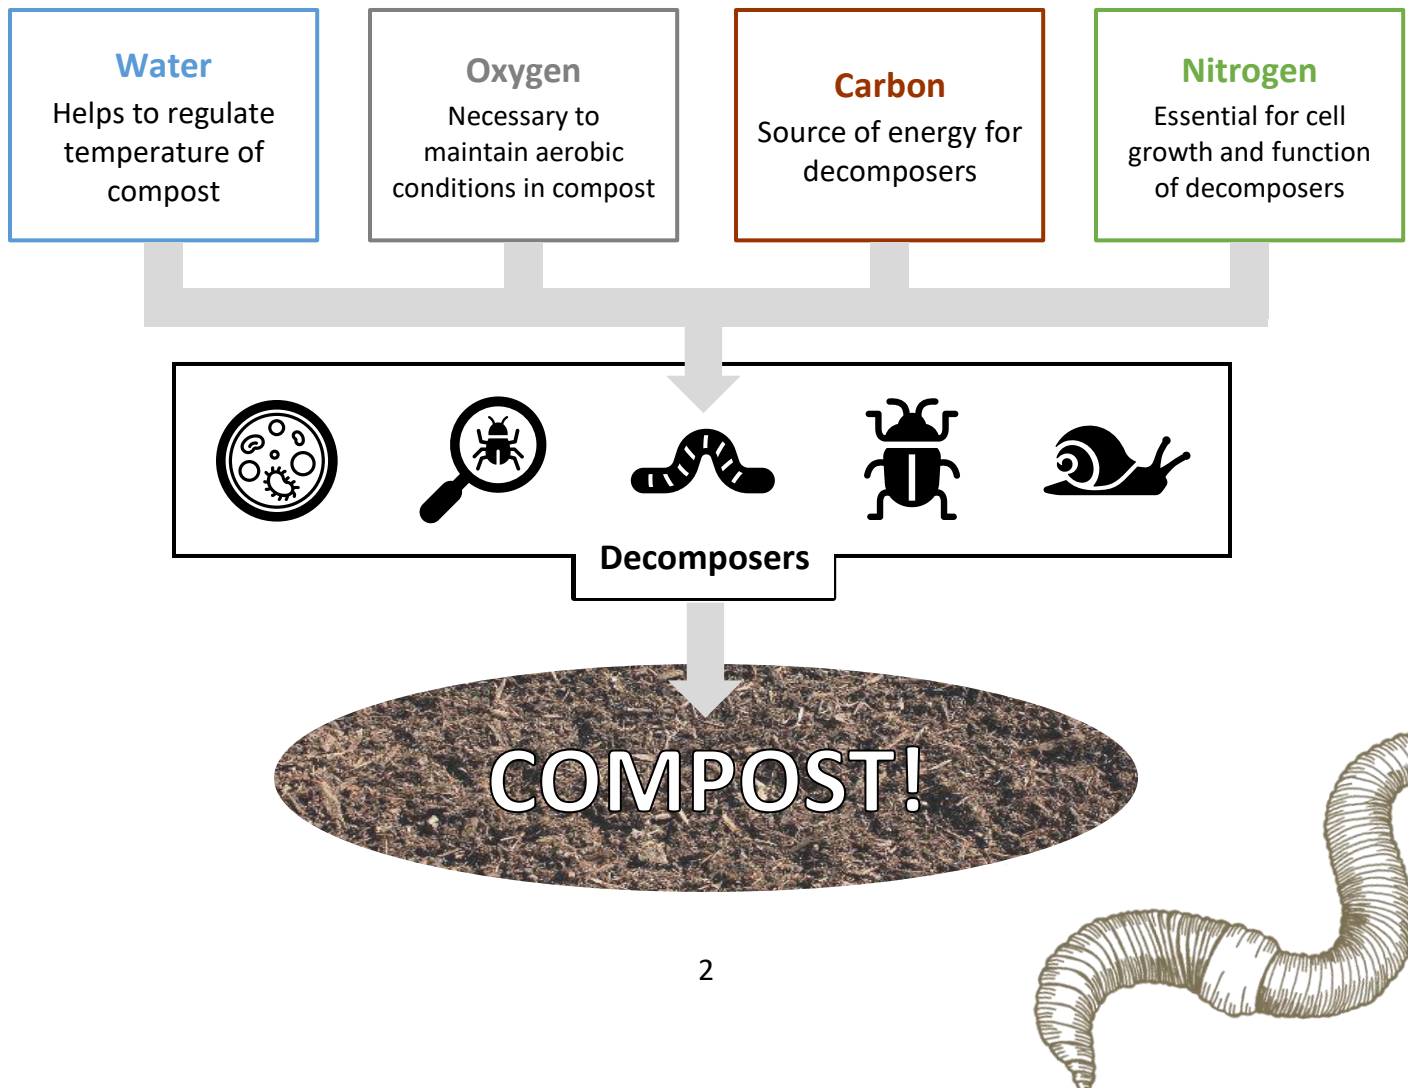 Water
Helps to regulate
temperature of
compost
Oxygen
Necessary to
maintain aerobic
conditions in compost
Carbon
Source of energy for
decomposers
Nitrogen
Essential for cell
growth and function
of decomposers
Decomposers
COMPOST!
2